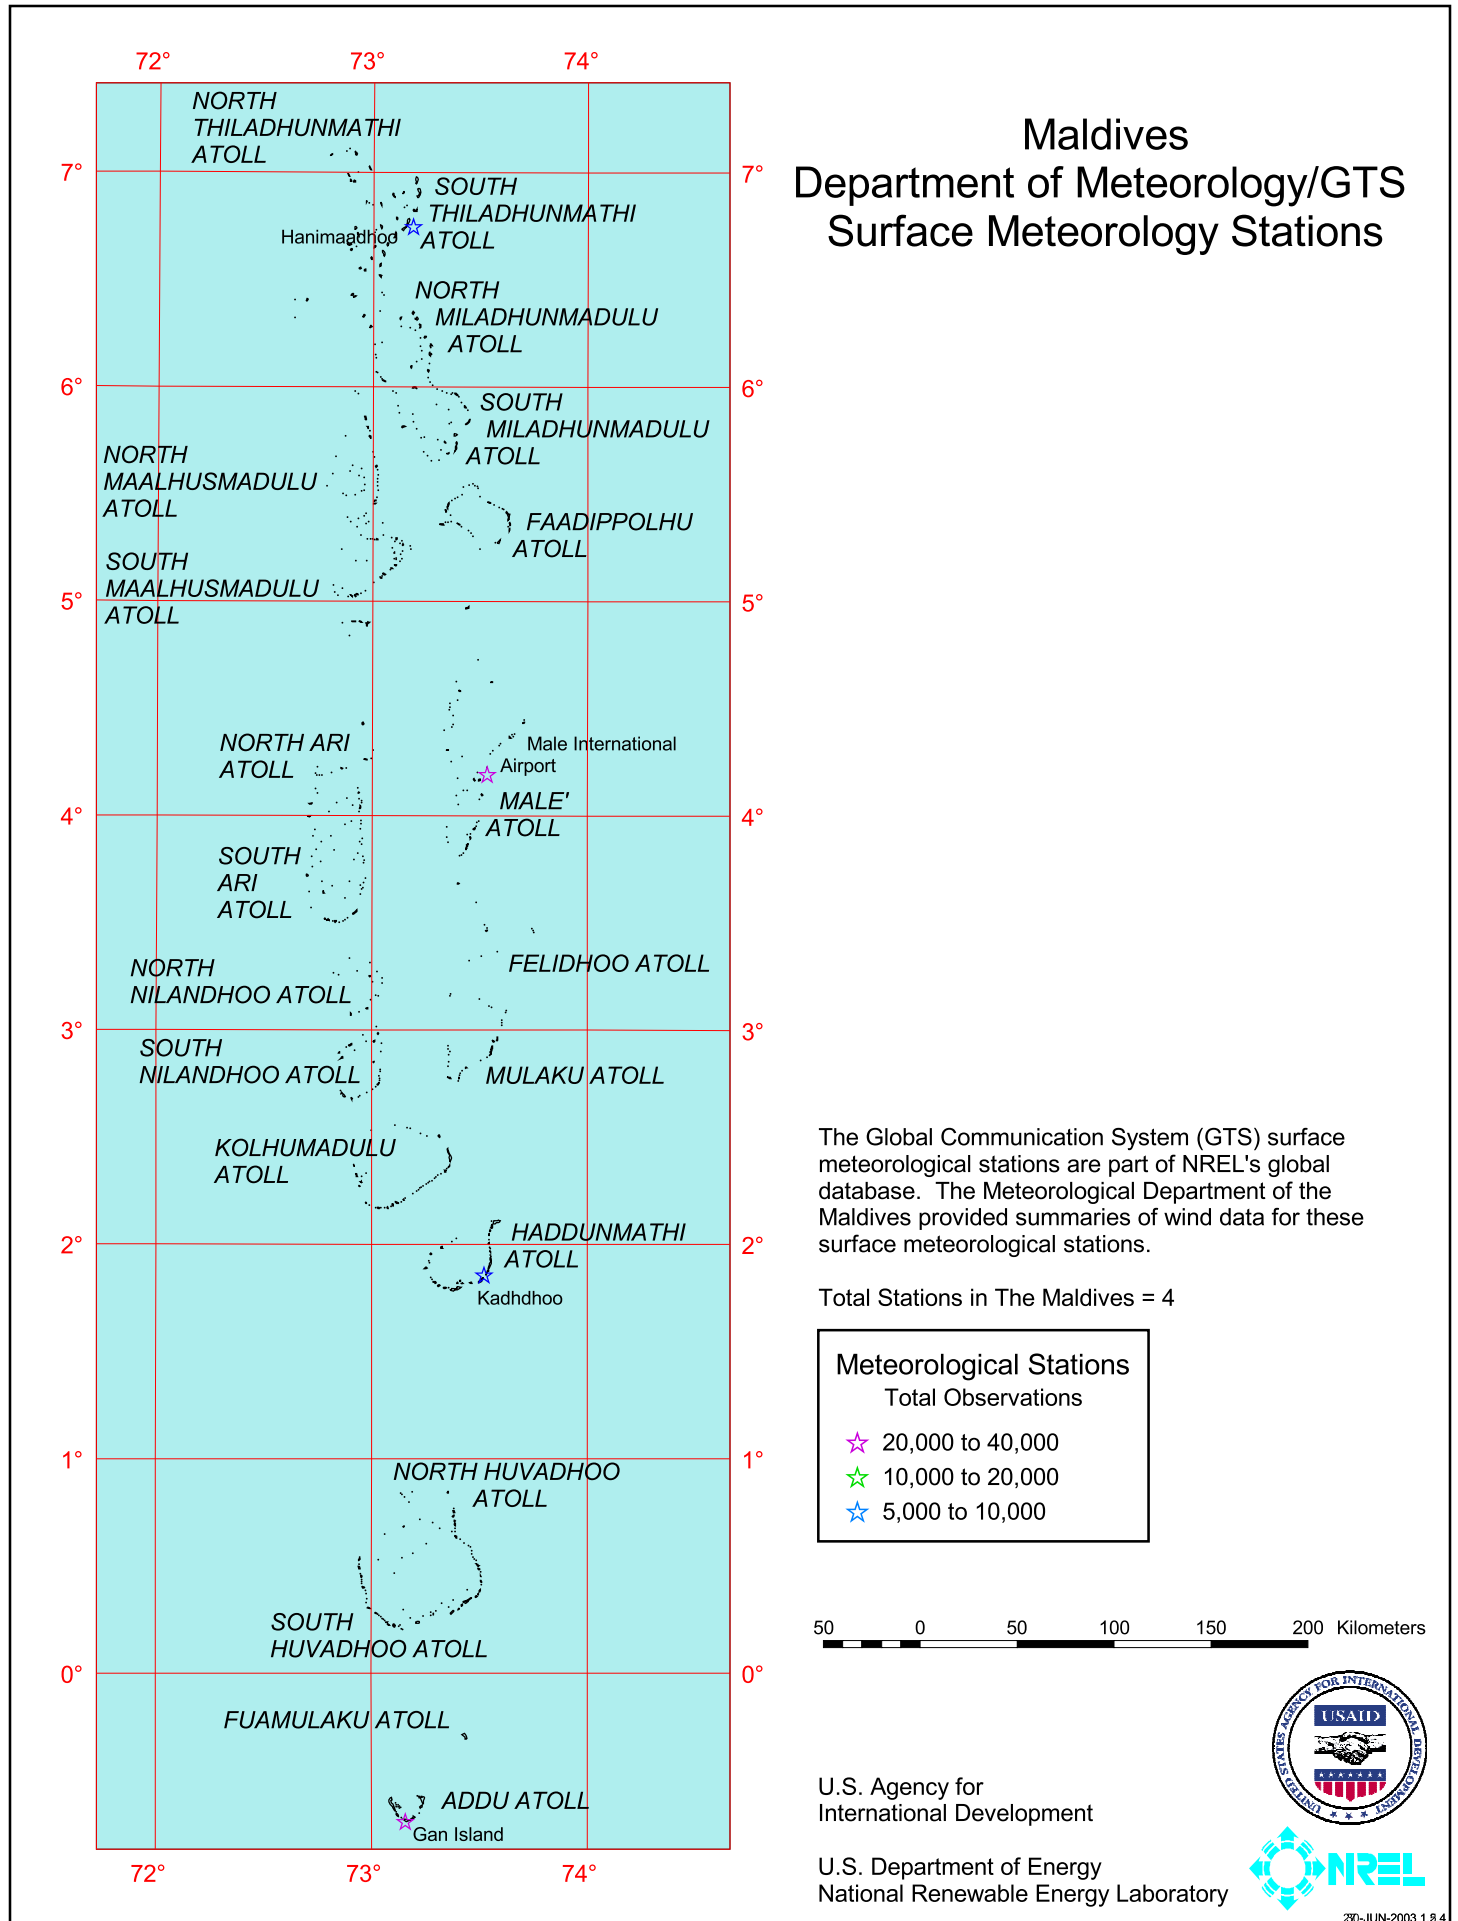 72° 73° 74°
Maldives
Department of Meteorology/GTS
Surface Meteorology Stations
NORTH
THILADHUNMATHI
ATOLL
7° 7°
SOUTH
THILADHUNMATHI
ATOLL
Hanimaadhoo
NORTH
MILADHUNMADULU
ATOLL
6° 6°
SOUTH
MILADHUNMADULU
ATOLL
NORTH
MAALHUSMADULU
ATOLL
FAADIPPOLHU
ATOLL
SOUTH
MAALHUSMADULU
ATOLL
5° 5°
NORTH ARI
ATOLL
Male International
Airport
MALE'
ATOLL
4° 4°
SOUTH
ARI
ATOLL
FELIDHOO ATOLL
NORTH
NILANDHOO ATOLL
3° 3°
SOUTH
NILANDHOO ATOLL
MULAKU ATOLL
KOLHUMADULU
ATOLL
HADDUNMATHI
ATOLL
2° 2°
Kadhdhoo
1° 1°
NORTH HUVADHOO
ATOLL
SOUTH
HUVADHOO ATOLL
0° 0°
FUAMULAKU ATOLL
ADDU ATOLL
Gan Island
72° 73° 74°
The Global Communication System (GTS) surface
meteorological stations are part of NREL's global
database. The Meteorological Department of the
Maldives provided summaries of wind data for these
surface meteorological stations.
Total Stations in The Maldives = 4
Meteorological Stations
Total Observations
20,000 to 40,000
10,000 to 20,000
5,000 to 10,000
50 0 50 100 150 200 Kilometers
UNITED STATES AGENCY FOR INTERNATIONAL DEVELOPMENT
USAID
U.S. Agency for
International Development
U.S. Department of Energy
National Renewable Energy Laboratory
NREL
-JUN-2003